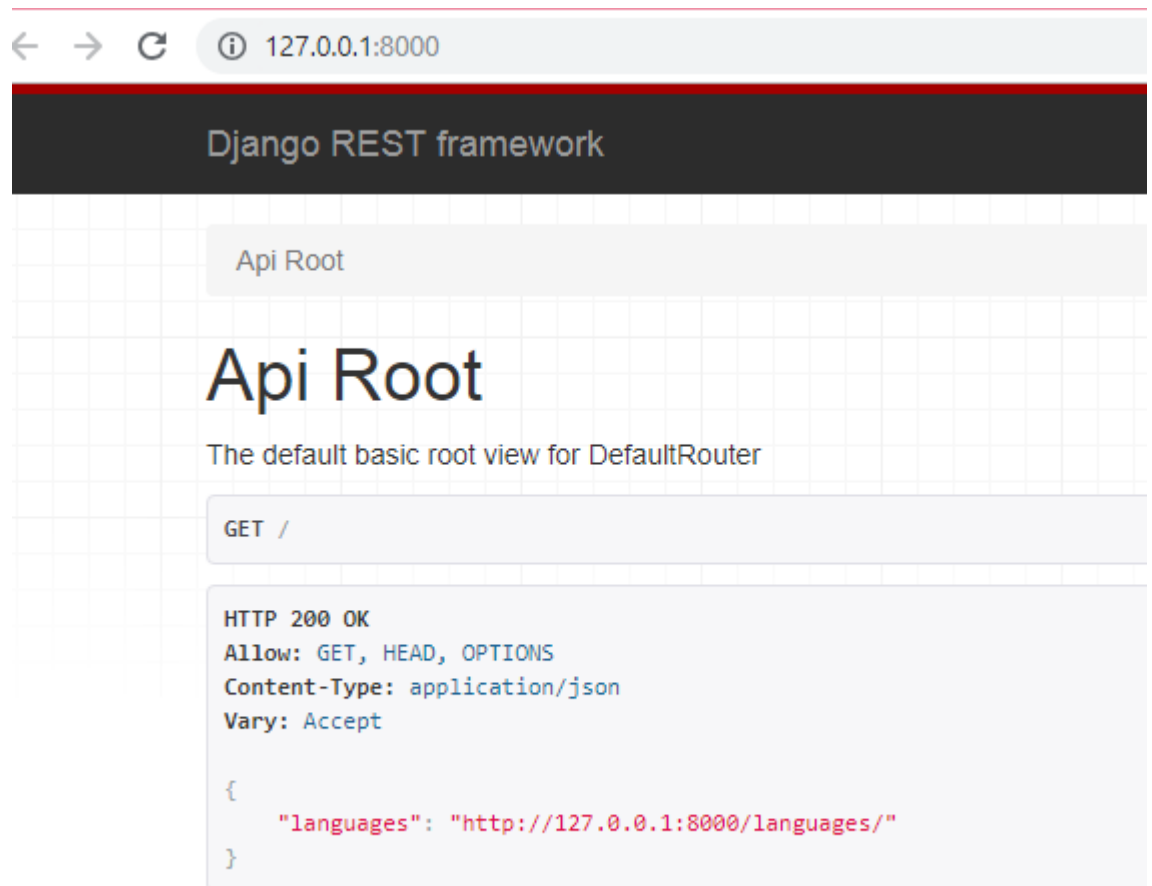 127.0.0.1:8000
Django REST framework
Api Root
Api Root
The default basic root view for DefaultRouter
GET /
HTTP 200 OK
Allow: GET, HEAD, OPTIONS
Content-Type: application/json
Vary: Accept
{
    "languages": "http://127.0.0.1:8000/languages/"
}